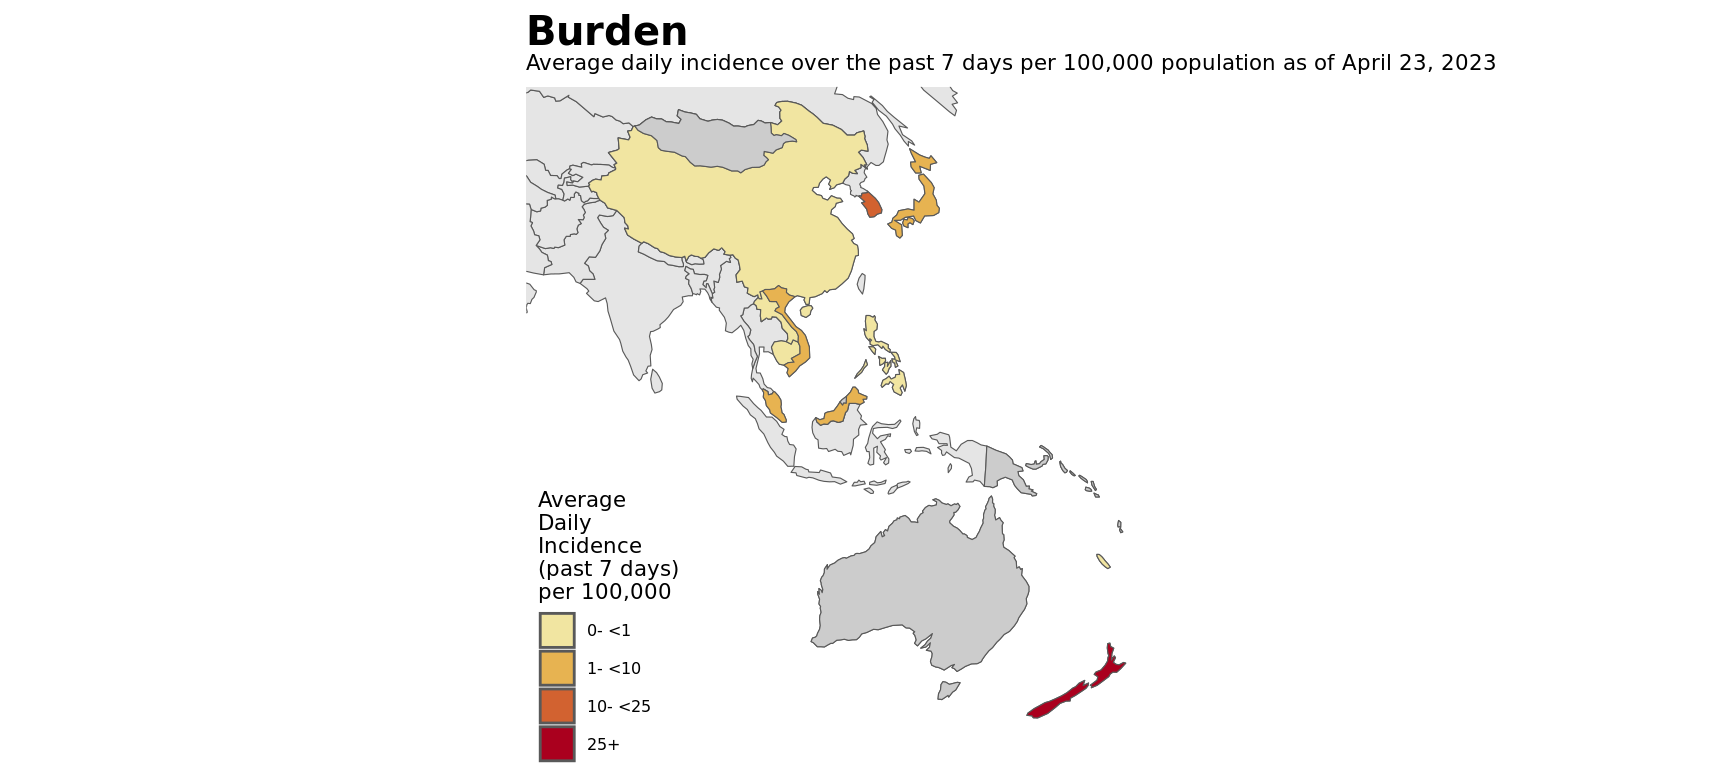 Burden
Average daily incidence over the past 7 days per 100,000 population as of April 23, 2023
Average
Daily
Incidence
(past 7 days)
per 100,000
0- <1
1- <10
10- <25
25+